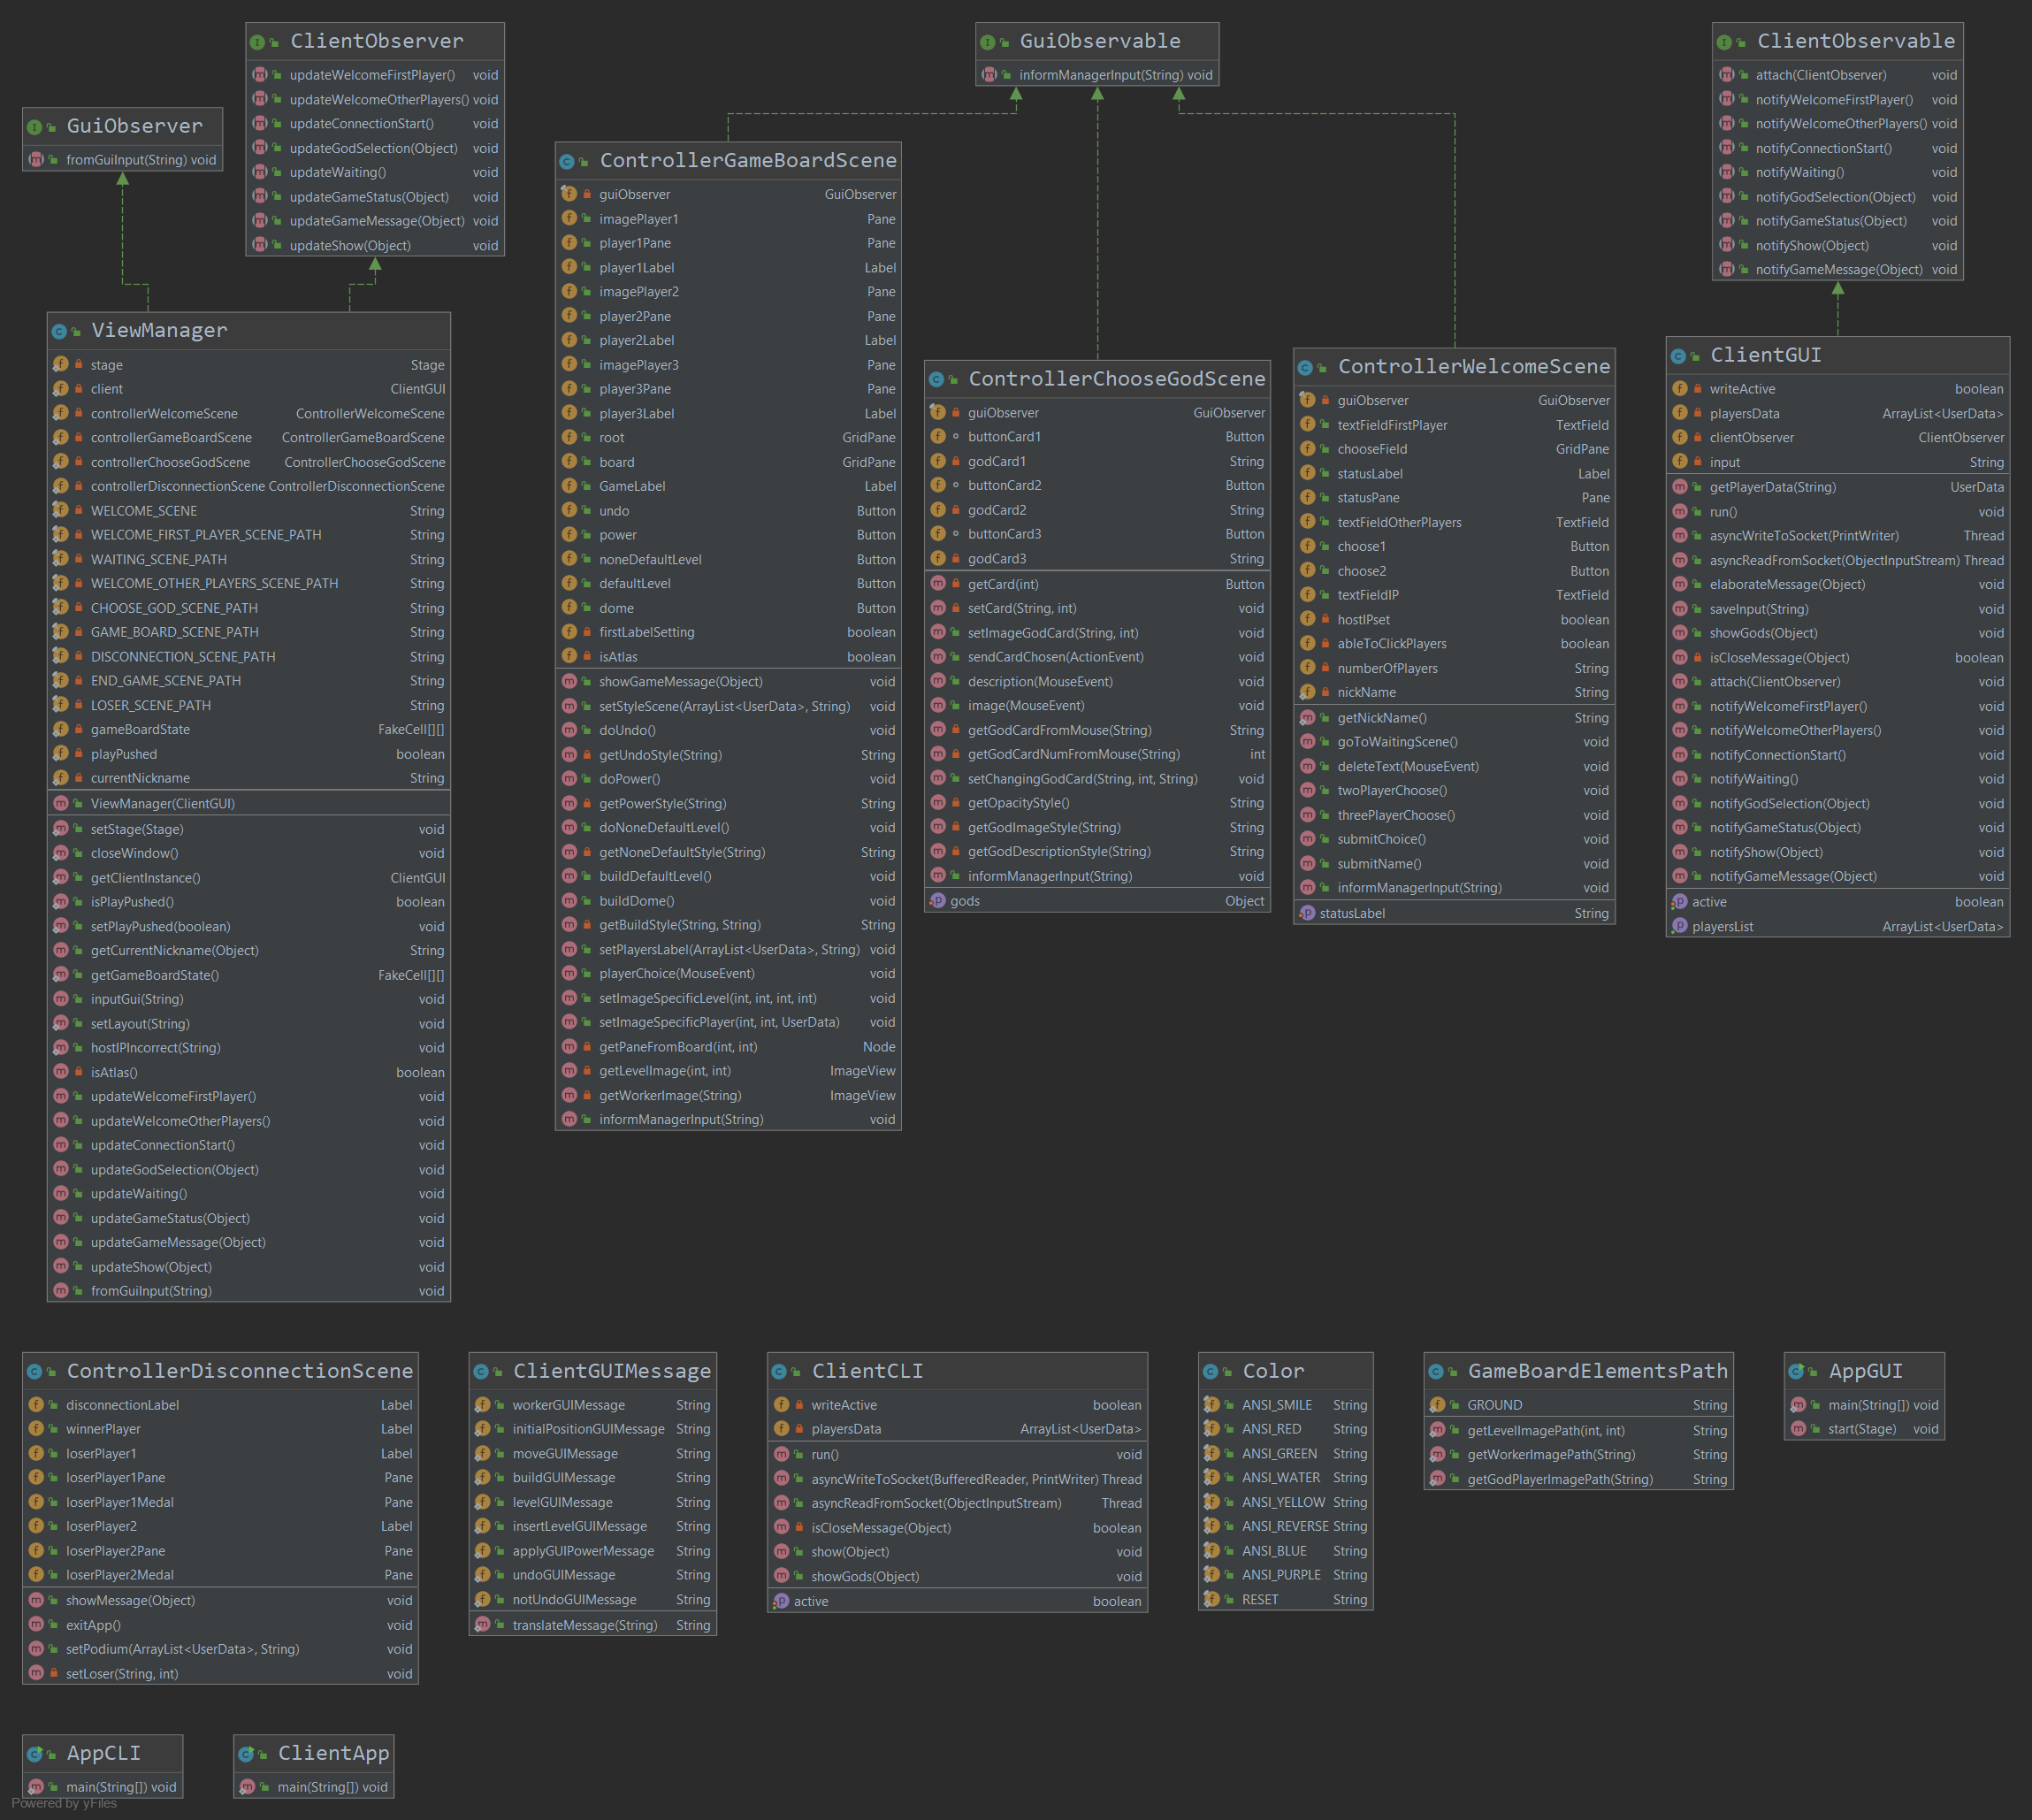 ClientObserver
updateWelcomeFirstPlayer() void
updateWelcomeOtherPlayers() void
updateConnectionStart() void
updateGodSelection(Object) void
updateWaiting() void
updateGameStatus(Object) void
updateGameMessage(Object) void
updateShow(Object) void
GuiObservable
informManagerInput(String) void
ClientObservable
attach(ClientObserver) void
notifyWelcomeFirstPlayer() void
notifyWelcomeOtherPlayers() void
notifyConnectionStart() void
notifyWaiting() void
notifyGodSelection(Object) void
notifyGameStatus(Object) void
notifyShow(Object) void
notifyGameMessage(Object) void
GuiObserver
fromGuiInput(String) void
ViewManager
stage Stage
client ClientGUI
controllerWelcomeScene ControllerWelcomeScene
controllerGameBoardScene ControllerGameBoardScene
controllerChooseGodScene ControllerChooseGodScene
controllerDisconnectionScene ControllerDisconnectionScene
WELCOME_SCENE String
WELCOME_FIRST_PLAYER_SCENE_PATH String
WAITING_SCENE_PATH String
WELCOME_OTHER_PLAYERS_SCENE_PATH String
CHOOSE_GOD_SCENE_PATH String
GAME_BOARD_SCENE_PATH String
DISCONNECTION_SCENE_PATH String
END_GAME_SCENE_PATH String
LOSER_SCENE_PATH String
gameBoardState FakeCell[][]
playPushed boolean
currentNickname String
ViewManager(ClientGUI)
setStage(Stage) void
closeWindow() void
getClientInstance() ClientGUI
isPlayPushed() boolean
setPlayPushed(boolean) void
getCurrentNickname(Object) String
getGameBoardState() FakeCell[][]
inputGui(String) void
setLayout(String) void
hostIPIncorrect(String) void
isAtlas() boolean
updateWelcomeFirstPlayer() void
updateWelcomeOtherPlayers() void
updateConnectionStart() void
updateGodSelection(Object) void
updateWaiting() void
updateGameStatus(Object) void
updateGameMessage(Object) void
updateShow(Object) void
fromGuiInput(String) void
ControllerGameBoardScene
guiObserver GuiObserver
imagePlayer1 Pane
player1Pane Pane
player1Label Label
imagePlayer2 Pane
player2Pane Pane
player2Label Label
imagePlayer3 Pane
player3Pane Pane
player3Label Label
root GridPane
board GridPane
GameLabel Label
undo Button
power Button
noneDefaultLevel Button
defaultLevel Button
dome Button
firstLabelSetting boolean
isAtlas boolean
showGameMessage(Object) void
setStyleScene(ArrayList<UserData>, String) void
doUndo() void
getUndoStyle(String) String
doPower() void
getPowerStyle(String) String
doNoneDefaultLevel() void
getNoneDefaultStyle(String) String
buildDefaultLevel() void
buildDome() void
getBuildStyle(String, String) String
setPlayersLabel(ArrayList<UserData>, String) void
playerChoice(MouseEvent) void
setImageSpecificLevel(int, int, int, int) void
setImageSpecificPlayer(int, int, UserData) void
getPaneFromBoard(int, int) Node
getLevelImage(int, int) ImageView
getWorkerImage(String) ImageView
informManagerInput(String) void
ControllerChooseGodScene
guiObserver GuiObserver
buttonCard1 Button
godCard1 String
buttonCard2 Button
godCard2 String
buttonCard3 Button
godCard3 String
getCard(int) Button
setCard(String, int) void
setImageGodCard(String, int) void
sendCardChosen(ActionEvent) void
description(MouseEvent) void
image(MouseEvent) void
getGodCardFromMouse(String) String
getGodCardNumFromMouse(String) int
setChangingGodCard(String, int, String) void
getOpacityStyle() String
getGodImageStyle(String) String
getGodDescriptionStyle(String) String
informManagerInput(String) void
gods Object
ControllerWelcomeScene
guiObserver GuiObserver
textFieldFirstPlayer TextField
chooseField GridPane
statusLabel Label
statusPane Pane
textFieldOtherPlayers TextField
choose1 Button
choose2 Button
textFieldIP TextField
hostIPset boolean
ableToClickPlayers boolean
numberOfPlayers String
nickName String
getNickName() String
goToWaitingScene() void
deleteText(MouseEvent) void
twoPlayerChoose() void
threePlayerChoose() void
submitChoice() void
submitName() void
informManagerInput(String) void
statusLabel String
ClientGUI
writeActive boolean
playersData ArrayList<UserData>
clientObserver ClientObserver
input String
getPlayerData(String) UserData
run() void
asyncWriteToSocket(PrintWriter) Thread
asyncReadFromSocket(ObjectInputStream) Thread
elaborateMessage(Object) void
saveInput(String) void
showGods(Object) void
isCloseMessage(Object) boolean
attach(ClientObserver) void
notifyWelcomeFirstPlayer() void
notifyWelcomeOtherPlayers() void
notifyConnectionStart() void
notifyWaiting() void
notifyGodSelection(Object) void
notifyGameStatus(Object) void
notifyShow(Object) void
notifyGameMessage(Object) void
active boolean
playersList ArrayList<UserData>
ControllerDisconnectionScene
disconnectionLabel Label
winnerPlayer Label
loserPlayer1 Label
loserPlayer1Pane Pane
loserPlayer1Medal Pane
loserPlayer2 Label
loserPlayer2Pane Pane
loserPlayer2Medal Pane
showMessage(Object) void
exitApp() void
setPodium(ArrayList<UserData>, String) void
setLoser(String, int) void
ClientGUIMessage
workerGUIMessage String
initialPositionGUIMessage String
moveGUIMessage String
buildGUIMessage String
levelGUIMessage String
insertLevelGUIMessage String
applyGUIPowerMessage String
undoGUIMessage String
notUndoGUIMessage String
translateMessage(String) String
ClientCLI
writeActive boolean
playersData ArrayList<UserData>
run() void
asyncWriteToSocket(BufferedReader, PrintWriter) Thread
asyncReadFromSocket(ObjectInputStream) Thread
isCloseMessage(Object) boolean
show(Object) void
showGods(Object) void
active boolean
Color
ANSI_SMILE String
ANSI_RED String
ANSI_GREEN String
ANSI_WATER String
ANSI_YELLOW String
ANSI_REVERSE String
ANSI_BLUE String
ANSI_PURPLE String
RESET String
GameBoardElementsPath
GROUND String
getLevelImagePath(int, int) String
getWorkerImagePath(String) String
getGodPlayerImagePath(String) String
AppGUI
main(String[]) void
start(Stage) void
AppCLI
main(String[]) void
ClientApp
main(String[]) void
Powered by yFiles